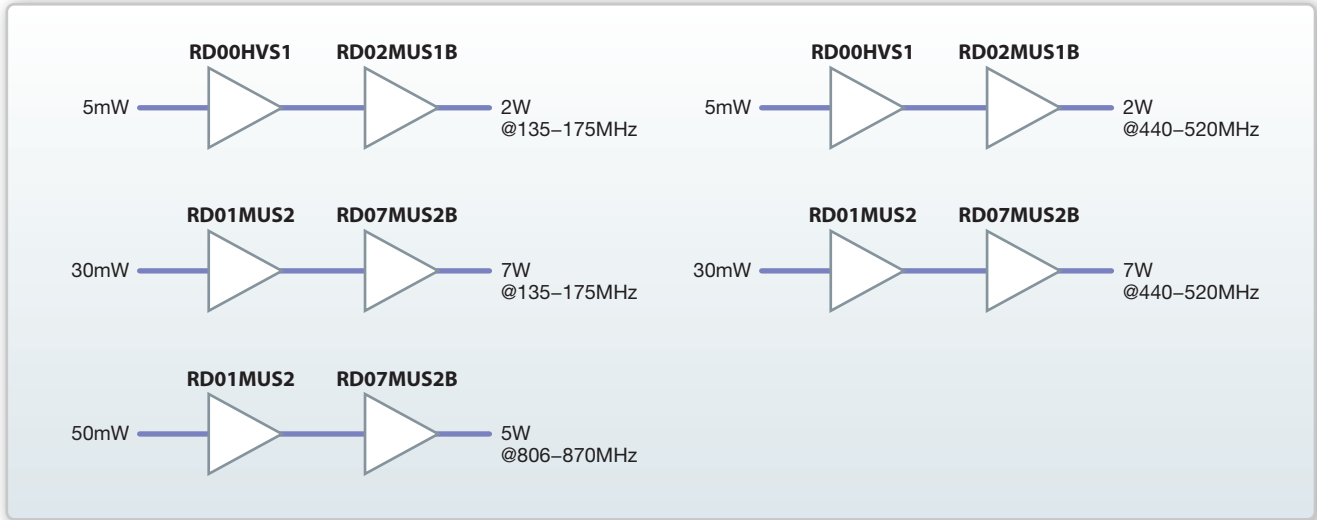 RD00HVS1 RD02MUS1B
5mW
2W
@135–175MHz
RD00HVS1 RD02MUS1B
5mW
2W
@440–520MHz
RD01MUS2 RD07MUS2B
30mW
7W
@135–175MHz
RD01MUS2 RD07MUS2B
30mW
7W
@440–520MHz
RD01MUS2 RD07MUS2B
50mW
5W
@806–870MHz